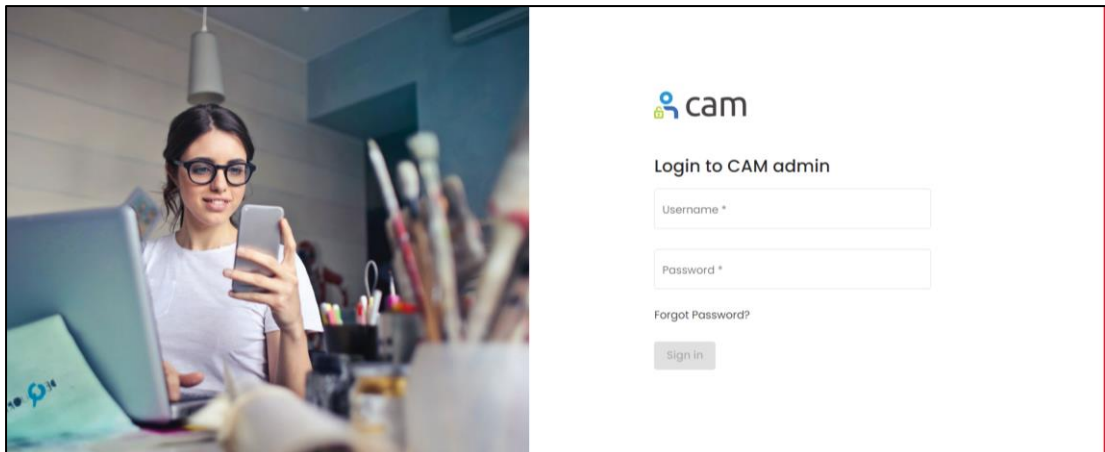 cam
Login to CAM admin
Username *
Password *
Forgot Password?
Sign in